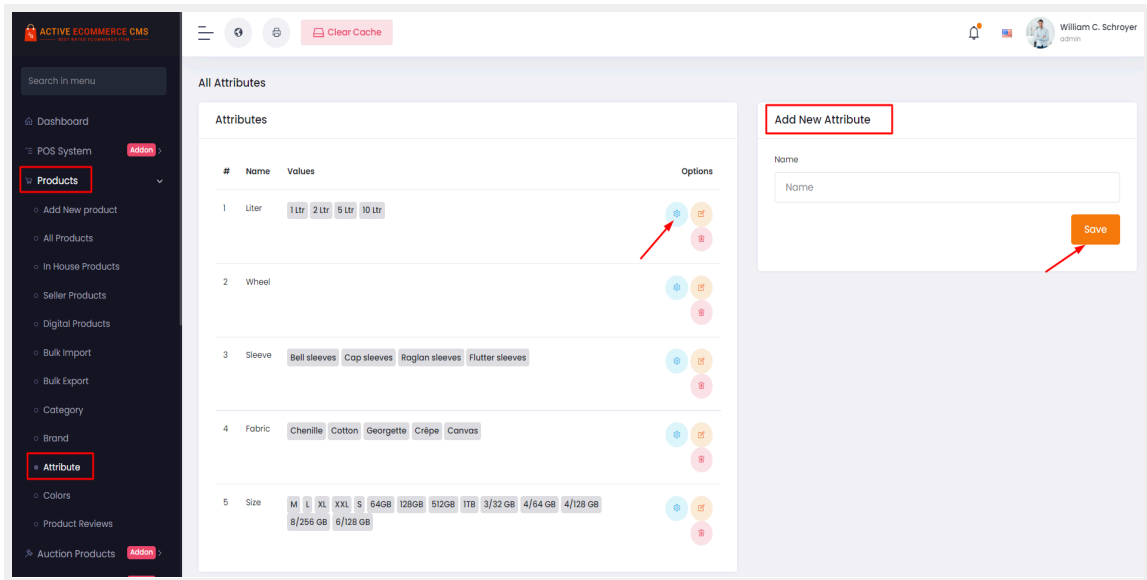 ACTIVE ECOMMERCE CMS
BEST RATED ECOMMERCE ITEM
Clear Cache
William C. Schroyer
admin
Search in menu
Dashboard
POS System Addon
Products
Add New product
All Products
In House Products
Seller Products
Digital Products
Bulk Import
Bulk Export
Category
Brand
Attribute
Colors
Product Reviews
Auction Products Addon
All Attributes
Attributes
# Name Values Options
1 Liter 1 Ltr 2 Ltr 5 Ltr 10 Ltr
2 Wheel
3 Sleeve Bell sleeves Cap sleeves Raglan sleeves Flutter sleeves
4 Fabric Chenille Cotton Georgette Crêpe Canvas
5 Size M L XL XXL S 64GB 128GB 512GB 1TB 3/32 GB 4/64 GB 4/128 GB
8/256 GB 6/128 GB
Add New Attribute
Name
Name
Save